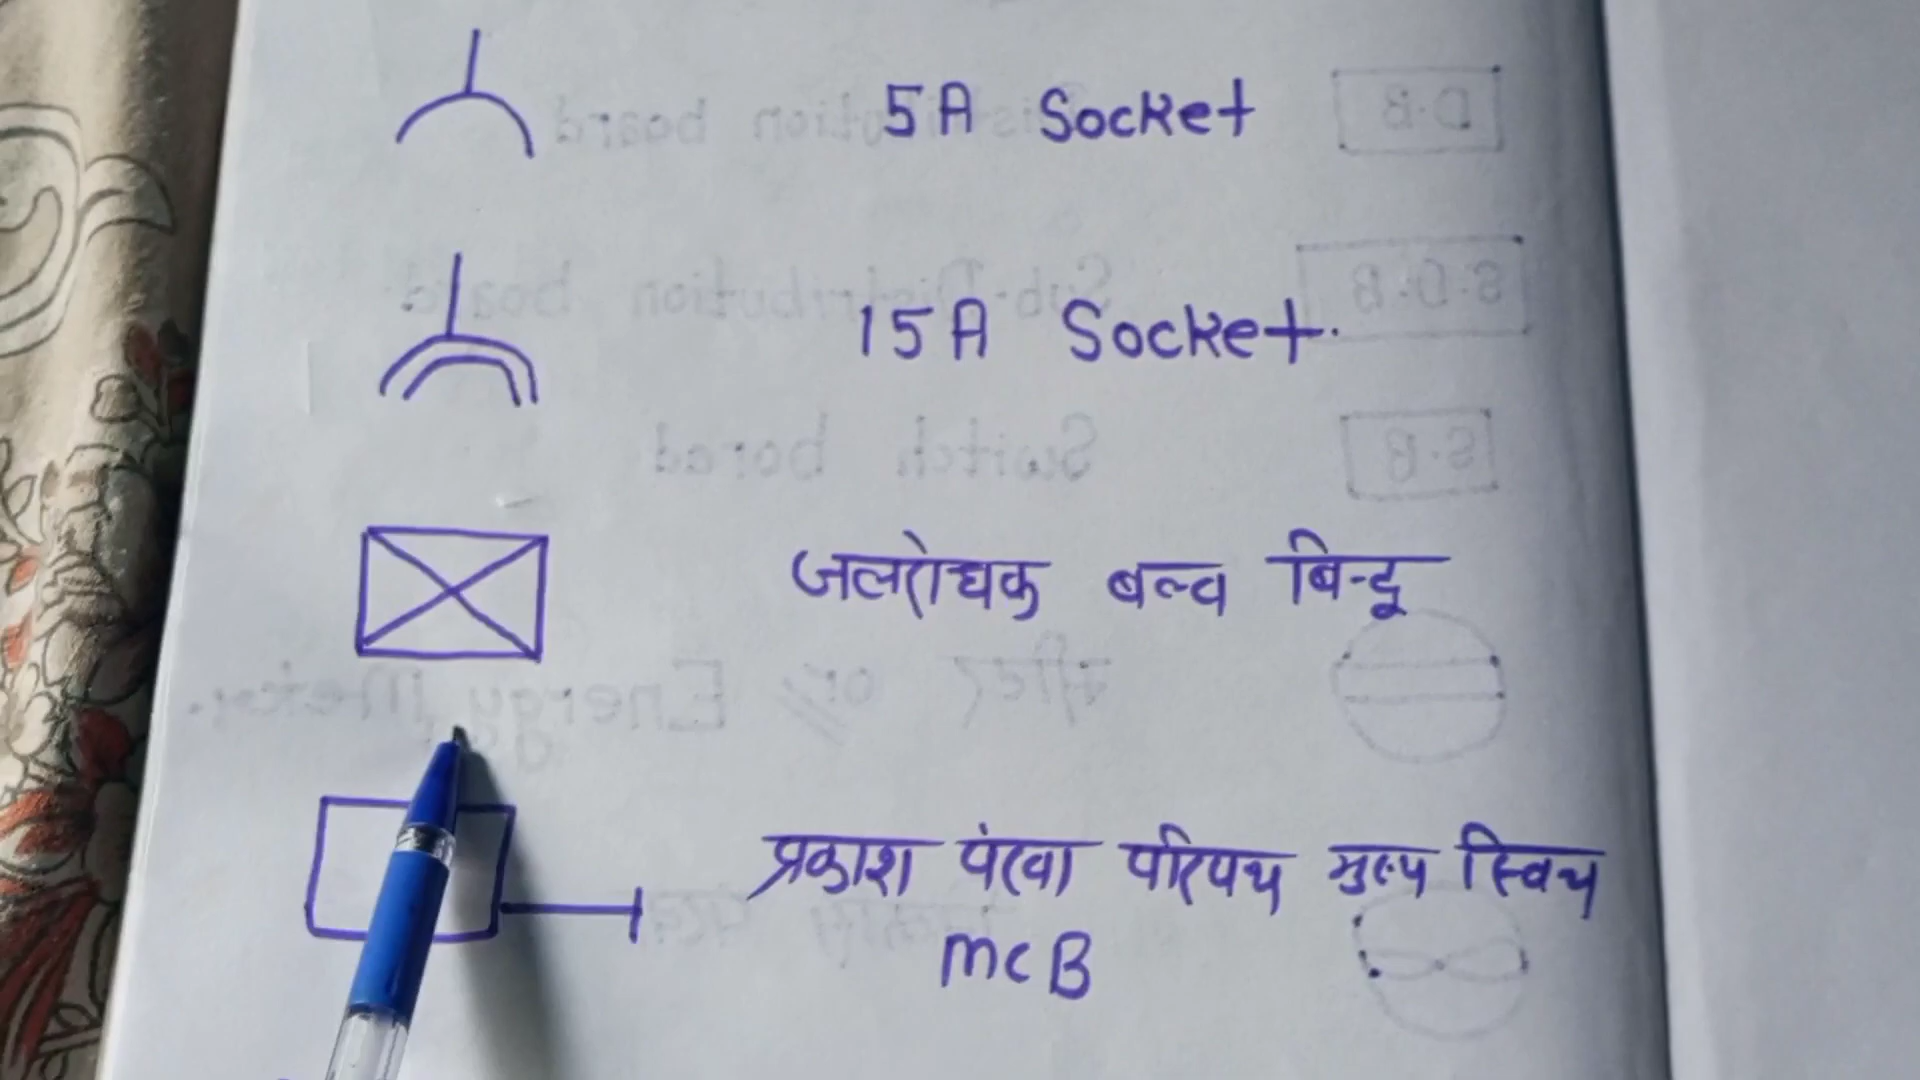 5A Socket
15A Socket.
जलरोधक बल्व बिन्दू
प्रकाश पंखा परिपथ मुख्य स्विच
mcB